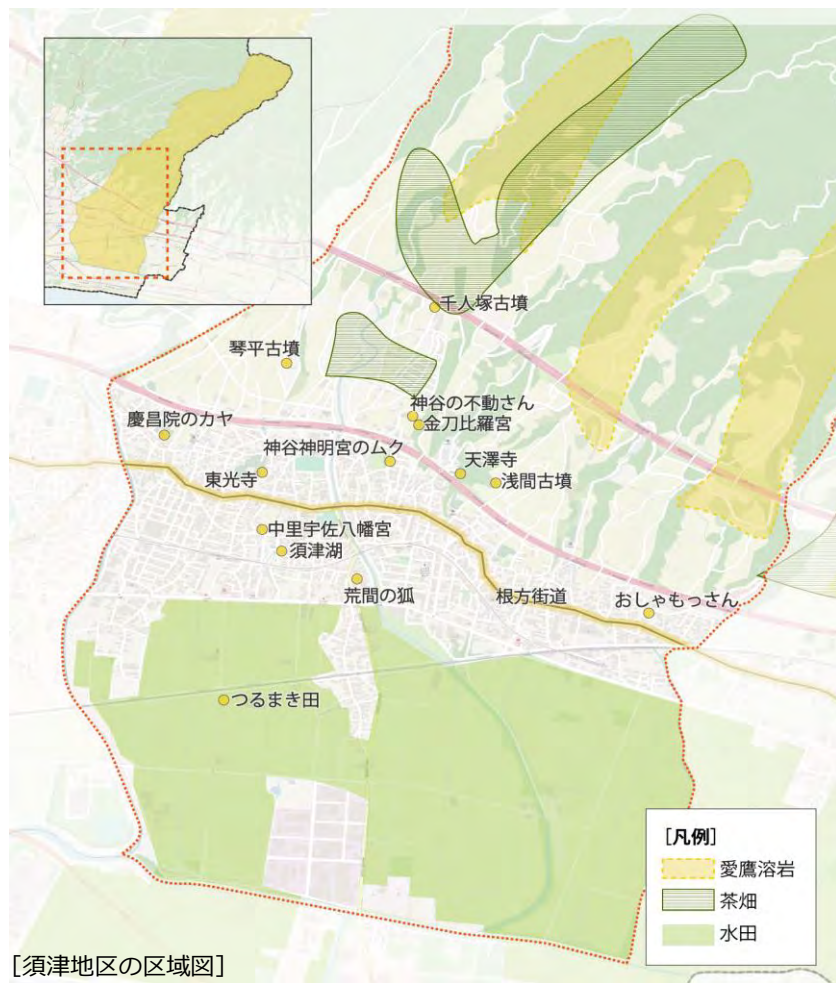 千人塚古墳
琴平古墳
神谷の不動さん
金刀比羅宮
慶昌院のカヤ
神谷神明宮のムク
天澤寺
東光寺
浅間古墳
中里宇佐八幡宮
須津湖
荒間の狐
根方街道
おしゃもっさん
つるまき田
[凡例]
愛鷹溶岩
茶畑
水田
[須津地区の区域図]